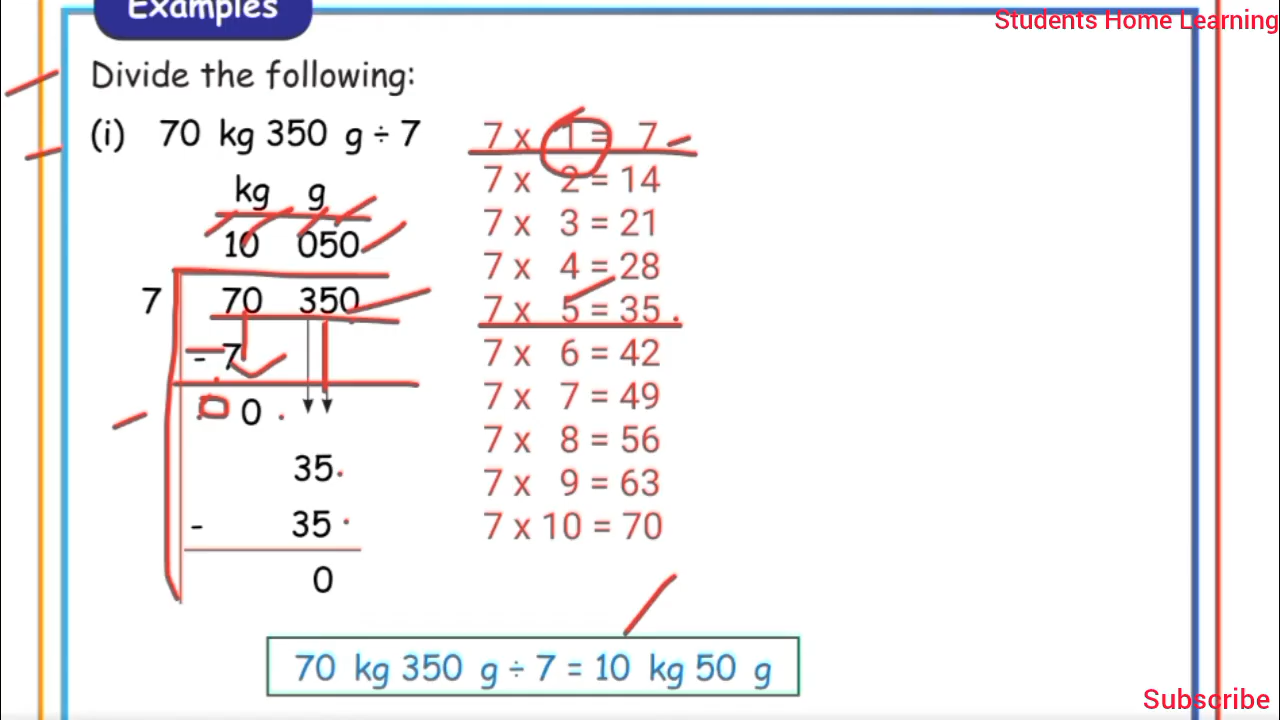 Examples
Students Home Learning
Divide the following:
(i) 70 kg 350 g ÷ 7
kg g
10 050
7 70 350
- 7
0 0
35
- 35
0
7 x 1 = 7
7 x 2 = 14
7 x 3 = 21
7 x 4 = 28
7 x 5 = 35
7 x 6 = 42
7 x 7 = 49
7 x 8 = 56
7 x 9 = 63
7 x 10 = 70
70 kg 350 g ÷ 7 = 10 kg 50 g
Subscribe